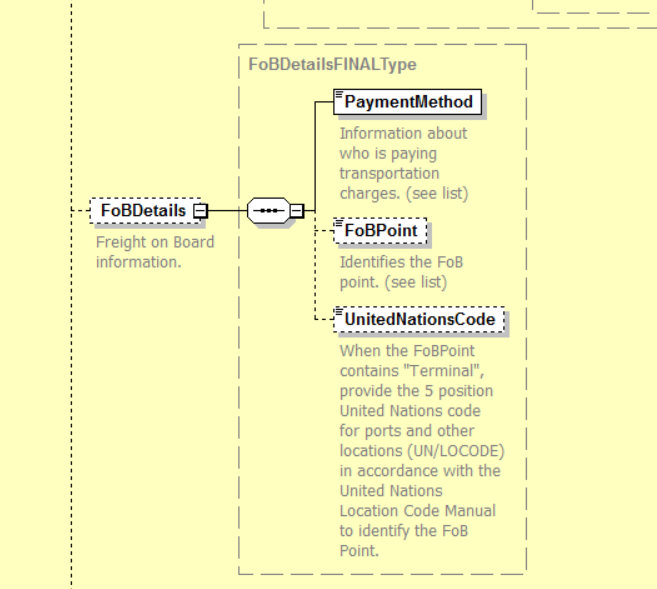 FoBDetailsFINALType
PaymentMethod
Information about
who is paying
transportation
charges. (see list)
FoBDetails
Freight on Board
information.
FoBPoint
Identifies the FoB
point. (see list)
UnitedNationsCode
When the FoBPoint
contains "Terminal",
provide the 5 position
United Nations code
for ports and other
locations (UN/LOCODE)
in accordance with the
United Nations
Location Code Manual
to identify the FoB
Point.